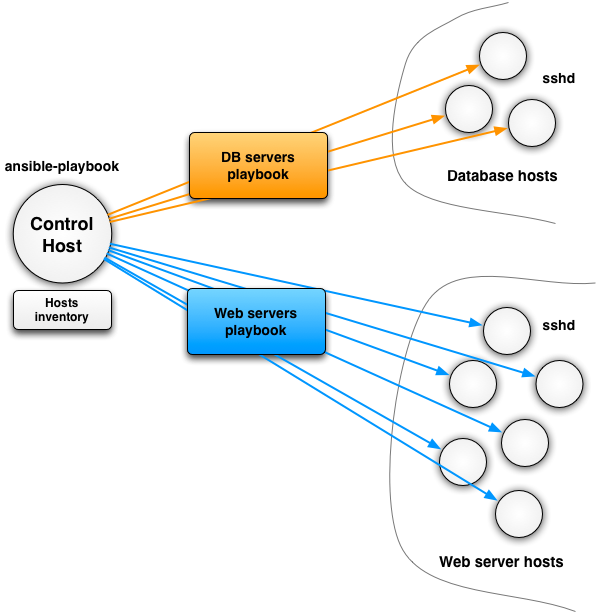 sshd
DB servers
playbook
ansible-playbook
Database hosts
Control
Host
Hosts
inventory
Web servers
playbook
sshd
Web server hosts